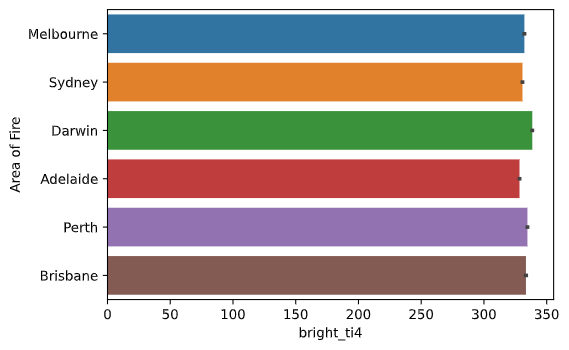 Melbourne
Sydney
Darwin
Adelaide
Perth
Brisbane
Area of Fire
0 50 100 150 200 250 300 350
bright_ti4